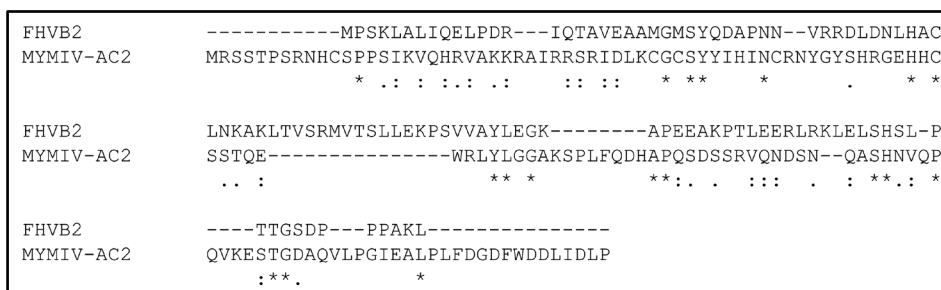 FHVB2 -----------MPSKLALIQELPDR---IQTAVEAAMGMSYQDAPNN--VRRDLDNLHAC
MYMIV-AC2 MRSSTPSRNHCSPPSIKVQHRVAKKRAIRRSRIDLKCGCSYYIHINCRNYGYSHRGEHHC
* .: : :.: .: :: :: * ** * . * *
FHVB2 LNKAKLTVSRMVTSLLEKPSVVAYLEGK--------APEEAKPTLEERLRKLELSHSL-P
MYMIV-AC2 SSTQE---------------WRLYLGGAKSPLFQDHAPQSDSSRVQNDSN--QASHNVQP
.. : ** * **:. . ::: . : **.: *
FHVB2 ----TTGSDP---PPAKL---------------
MYMIV-AC2 QVKESTGDAQVLPGIEALPLFDGDFWDDLIDLP
:**. *